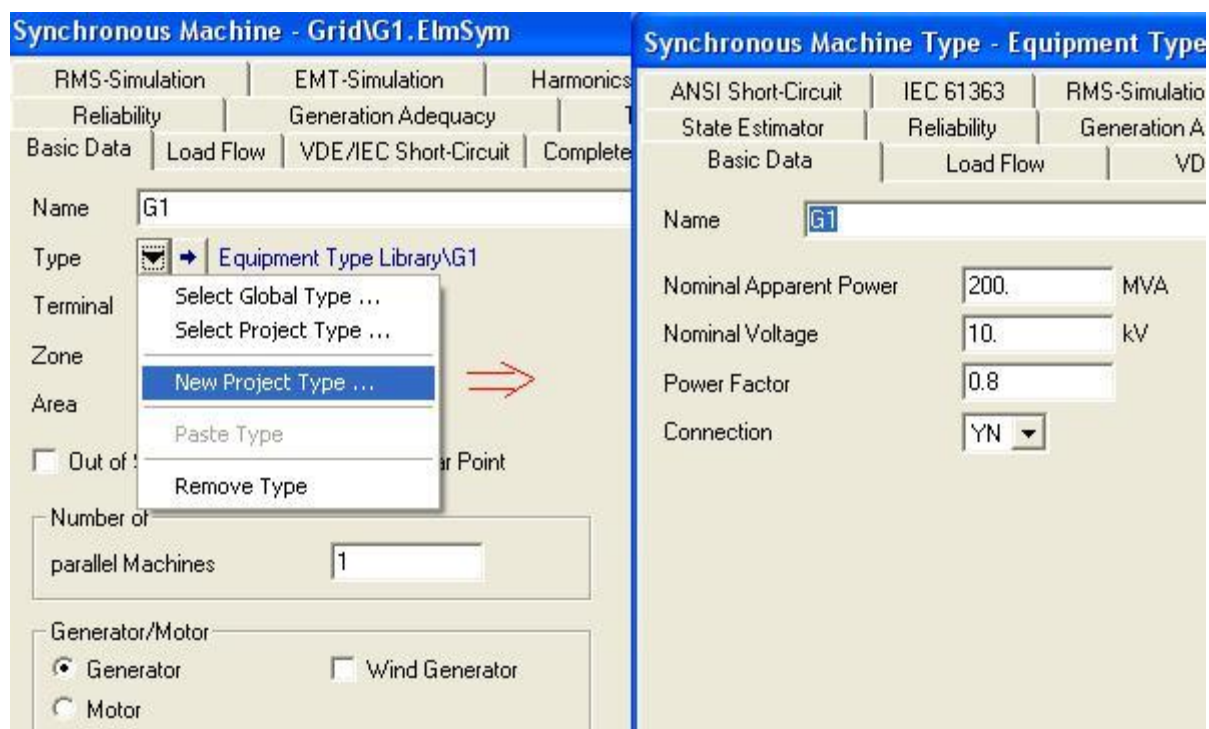 Synchronous Machine - Grid\G1.ElmSym
RMS-Simulation EMT-Simulation Harmonics
Reliability Generation Adequacy
Basic Data Load Flow VDE/IEC Short-Circuit Complete
Name G1
Type Equipment Type Library\G1
Terminal
Zone
Area
Select Global Type ...
Select Project Type ...
New Project Type ...
Paste Type
Remove Type
Out of Point
Number of
parallel Machines 1
Generator/Motor
Generator Wind Generator
Motor
Synchronous Machine Type - Equipment Type
ANSI Short-Circuit IEC 61363 RMS-Simulatio
State Estimator Reliability Generation A
Basic Data Load Flow VD
Name G1
Nominal Apparent Power 200. MVA
Nominal Voltage 10. kV
Power Factor 0.8
Connection YN